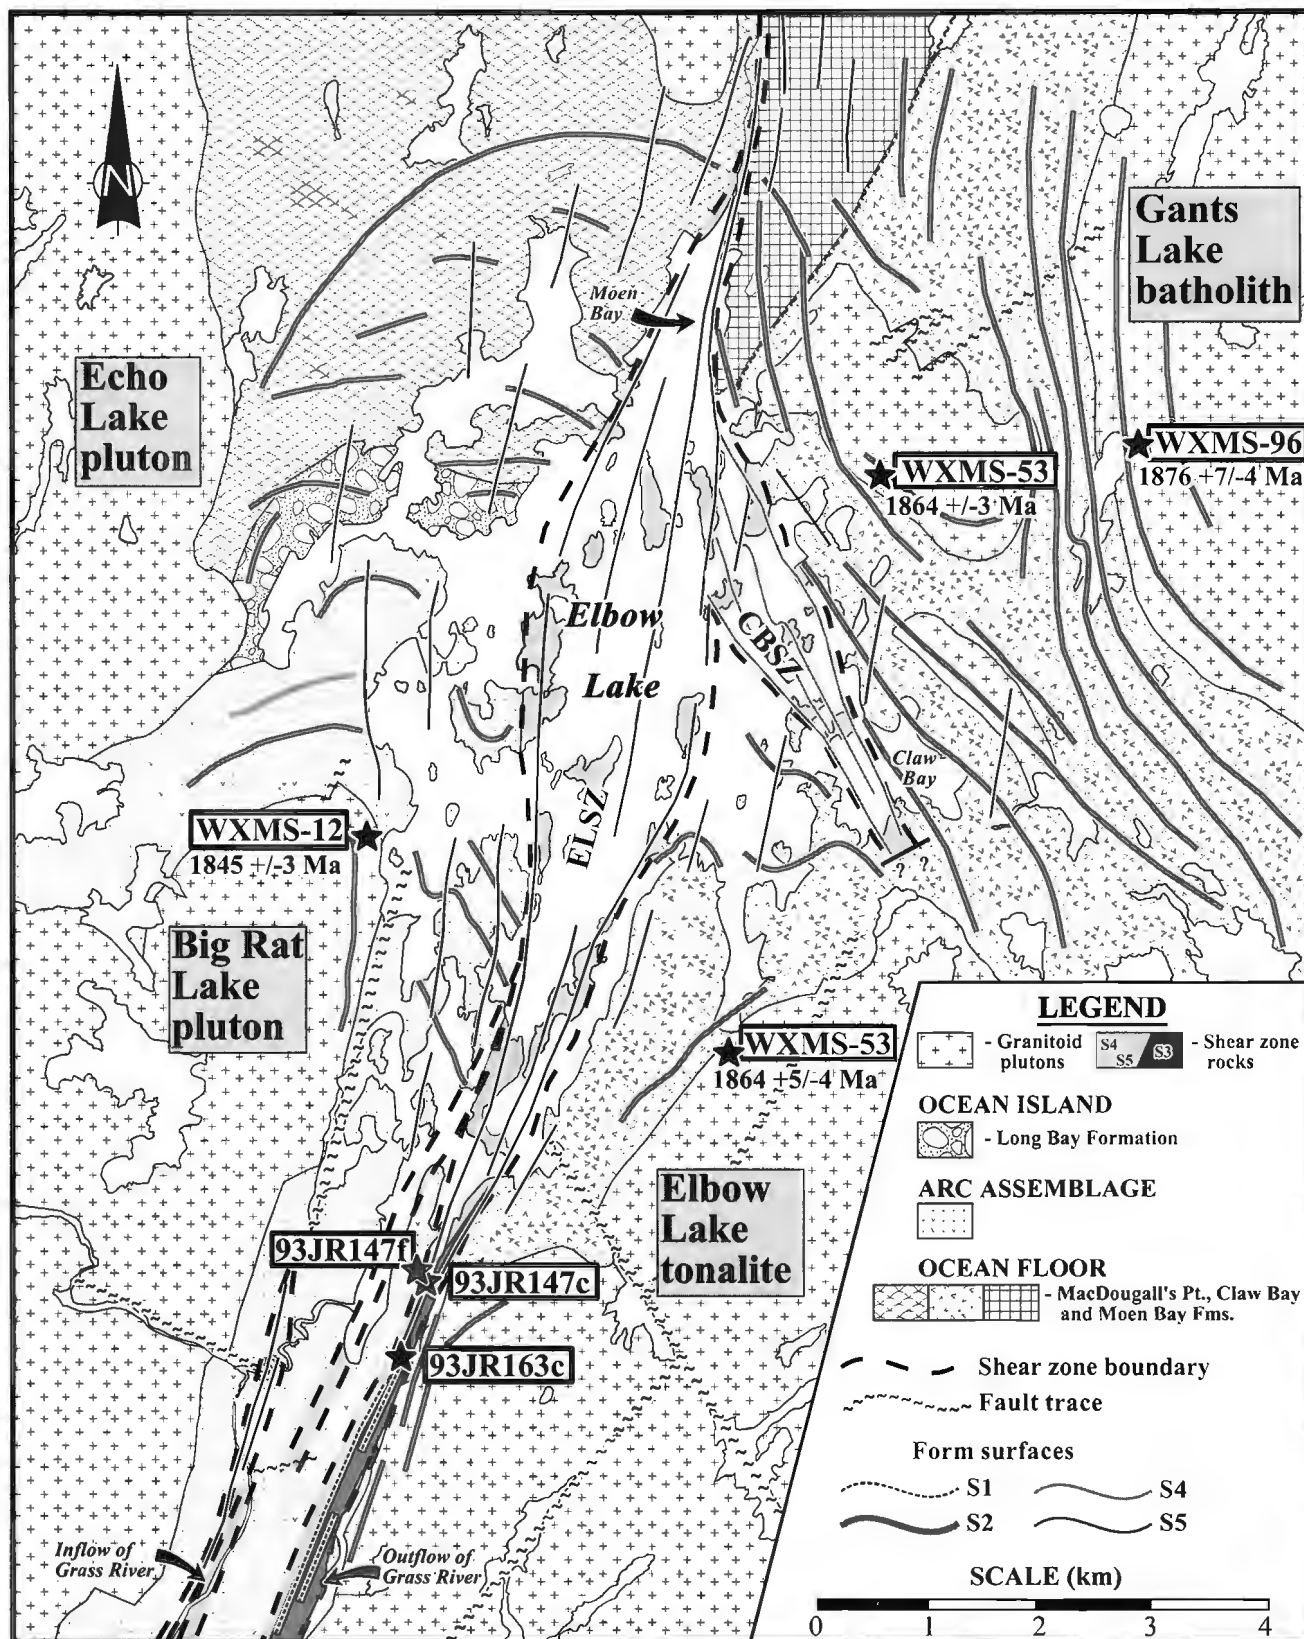 N
Gants
Lake
batholith
Moen
Bay
Echo
Lake
pluton
WXMS-96
1876 +7/-4 Ma
WXMS-53
1864 +/-3 Ma
Elbow
Lake
CBSZ
Claw
Bay
ELSZ
WXMS-12
1845 +/-3 Ma
? ?
Big Rat
Lake
pluton
WXMS-53
1864 +5/-4 Ma
Elbow
Lake
tonalite
93JR147f
93JR147c
93JR163c
Inflow of
Grass River
Outflow of
Grass River
LEGEND
- Granitoid
plutons
S4
S5
S3
- Shear zone
rocks
OCEAN ISLAND
- Long Bay Formation
ARC ASSEMBLAGE
OCEAN FLOOR
- MacDougall's Pt., Claw Bay
and Moen Bay Fms.
Shear zone boundary
Fault trace
Form surfaces
S1 S4
S2 S5
SCALE (km)
0 1 2 3 4